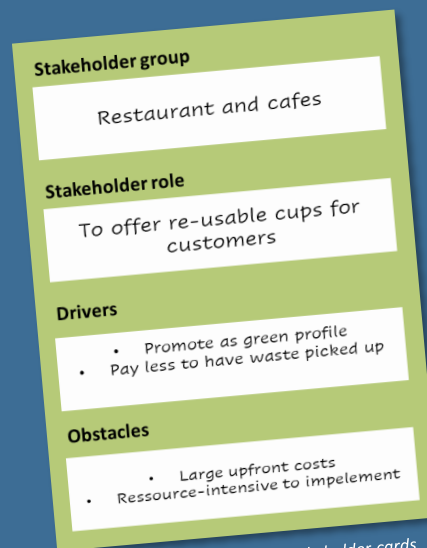 Stakeholder group
Restaurant and cafes
Stakeholder role
To offer re-usable cups for
customers
Drivers
• Promote as green profile
• Pay less to have waste picked up
Obstacles
• Large upfront costs
• Ressource-intensive to impelement
cards